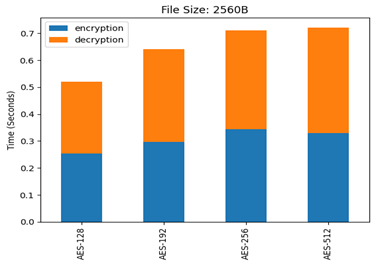 File Size: 2560B
encryption
decryption
Time (Seconds)
0.7
0.6
0.5
0.4
0.3
0.2
0.1
0.0
AES-128
AES-192
AES-256
AES-512